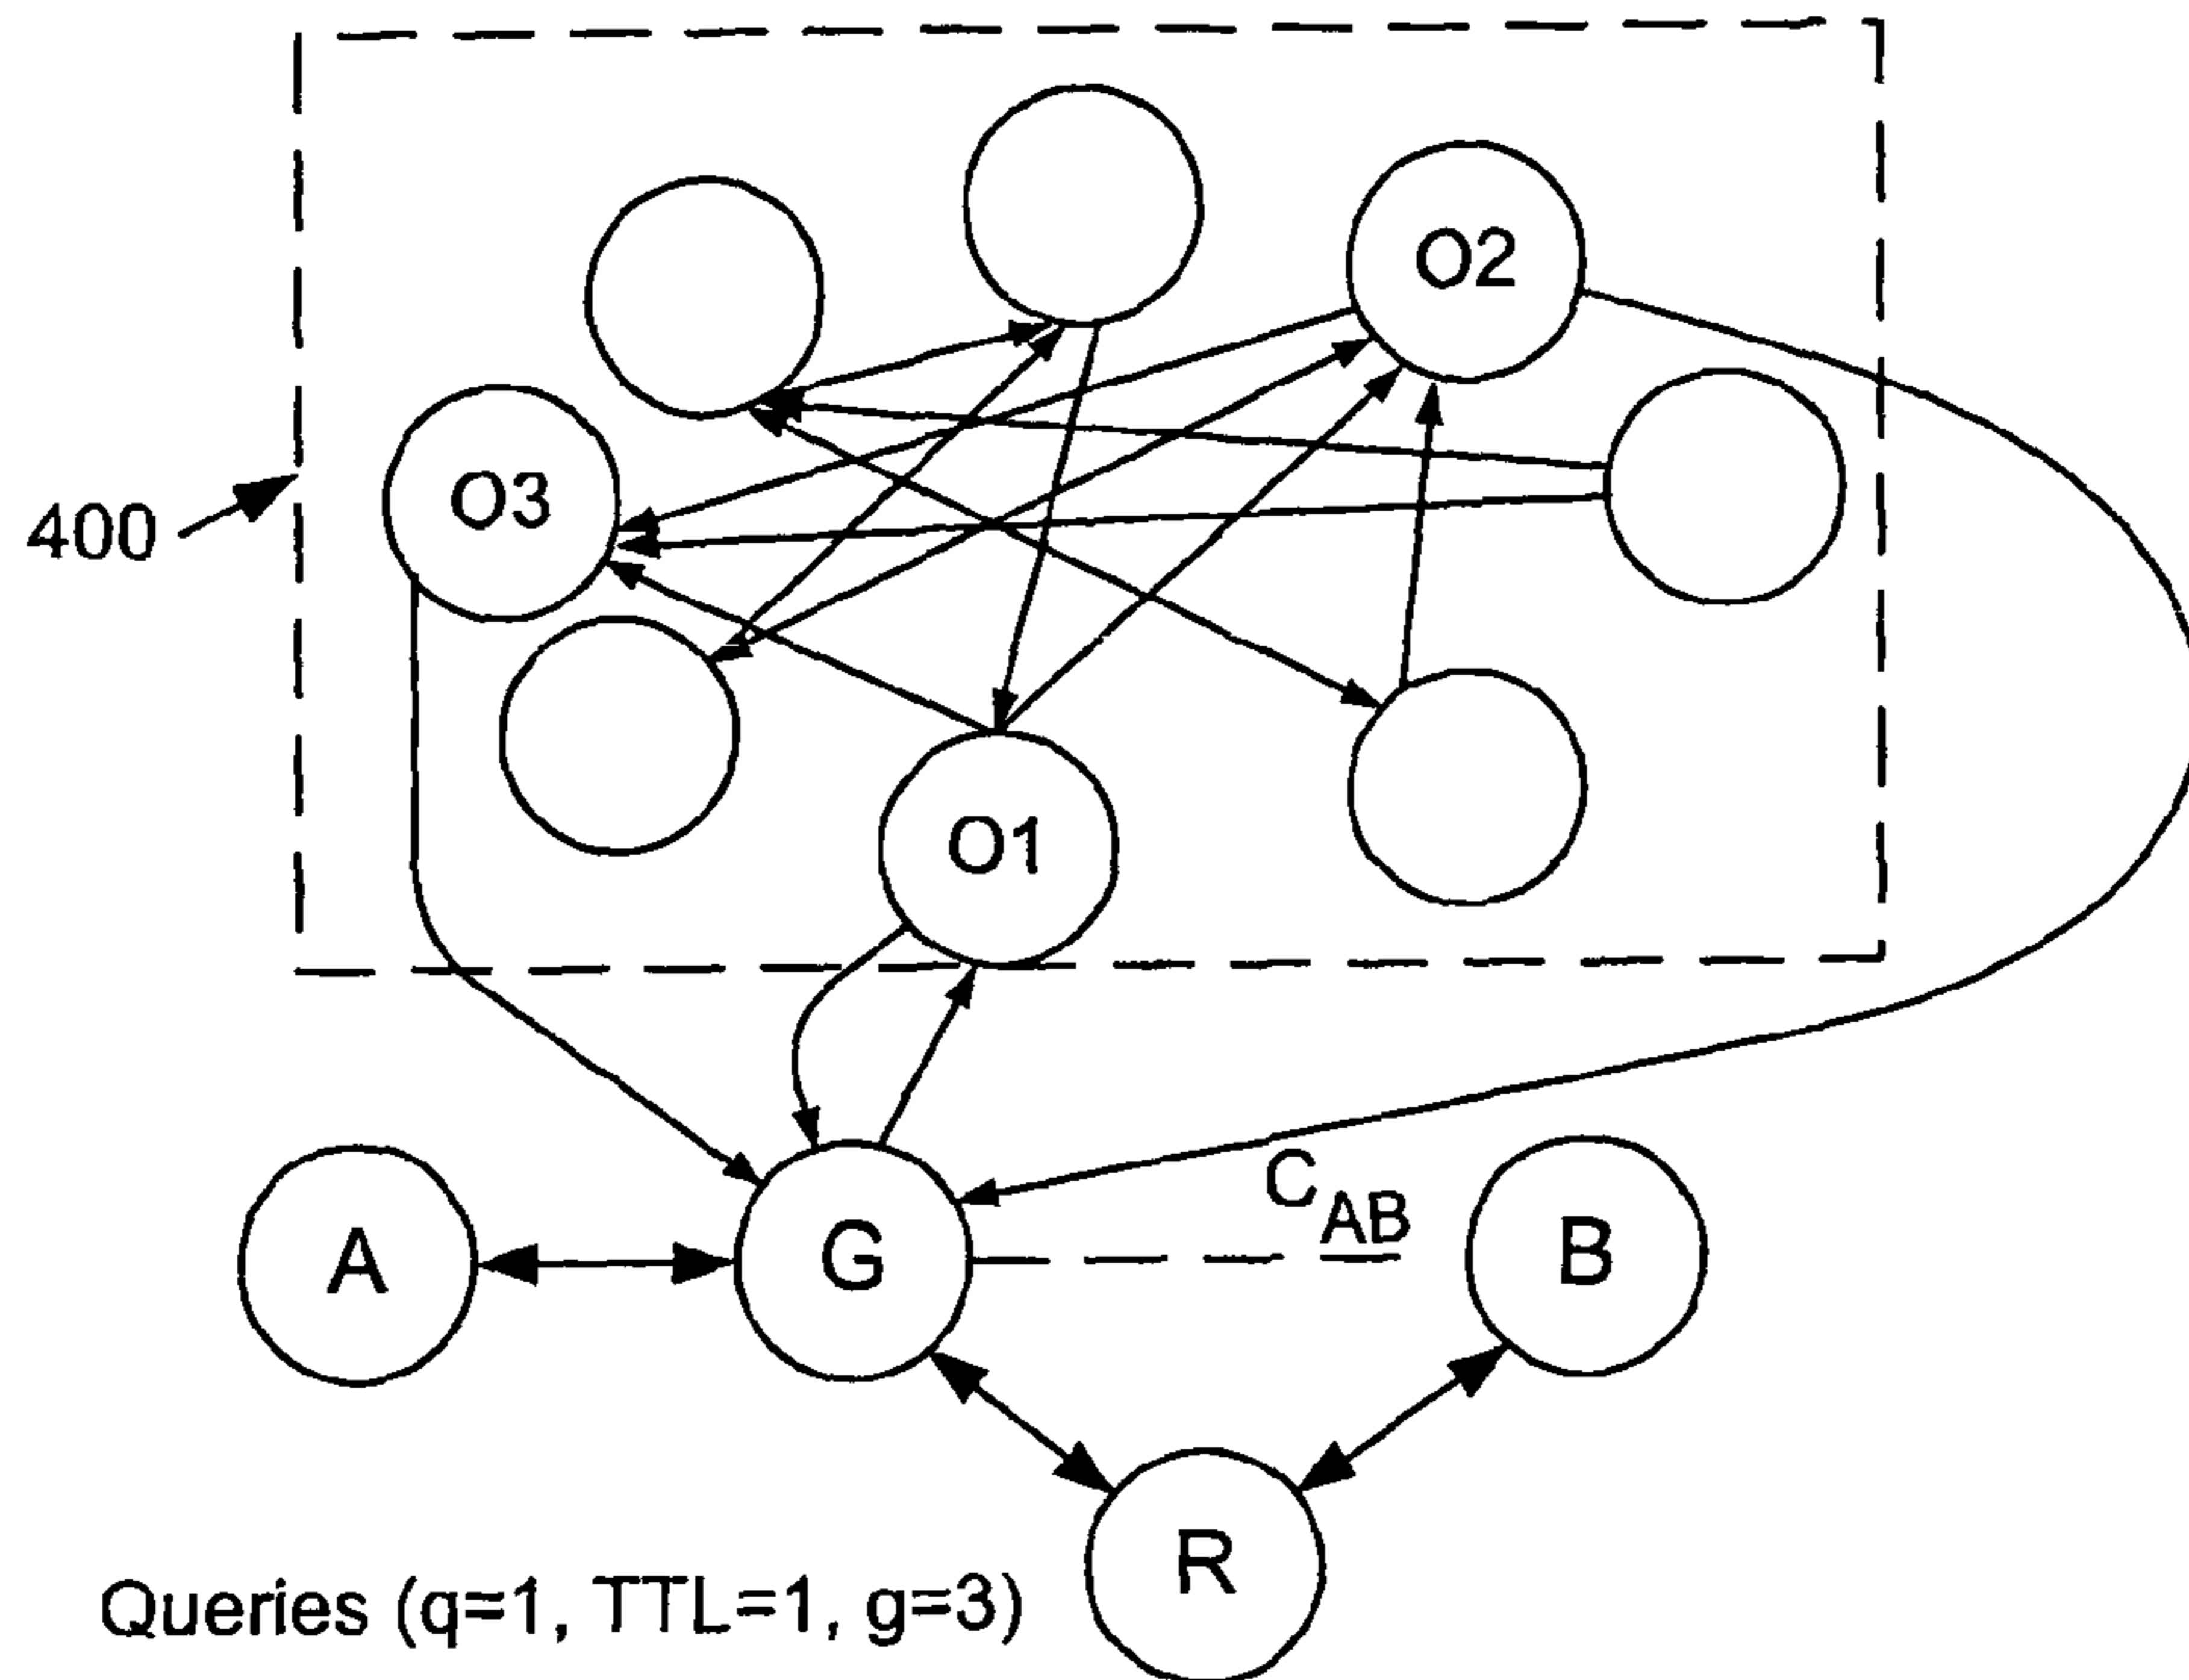 O2
O3
400
O1
C_AB
A
G
B
R
Queries (q=1, TTL=1, g=3)